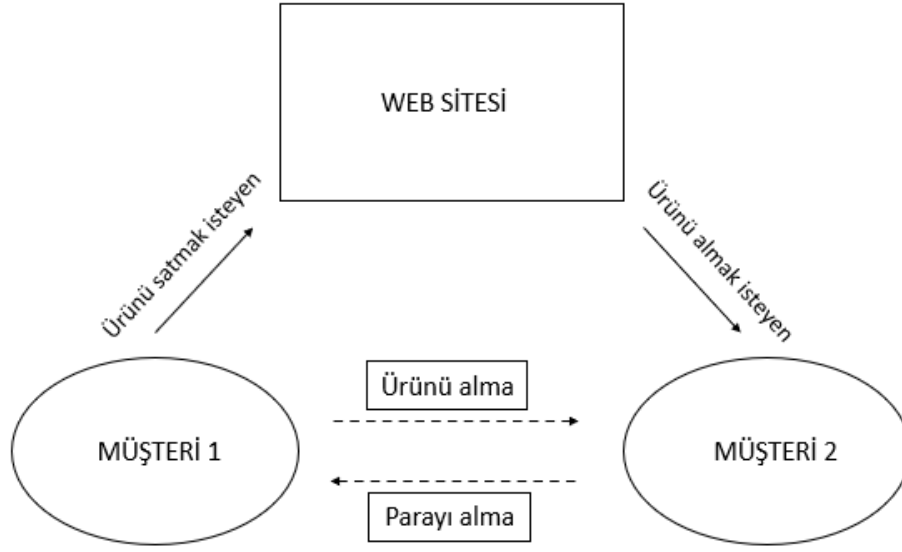 WEB SİTESİ
Ürünü satmak isteyen
Ürünü almak isteyen
Ürünü alma
MÜŞTERİ 1
MÜŞTERİ 2
Parayı alma